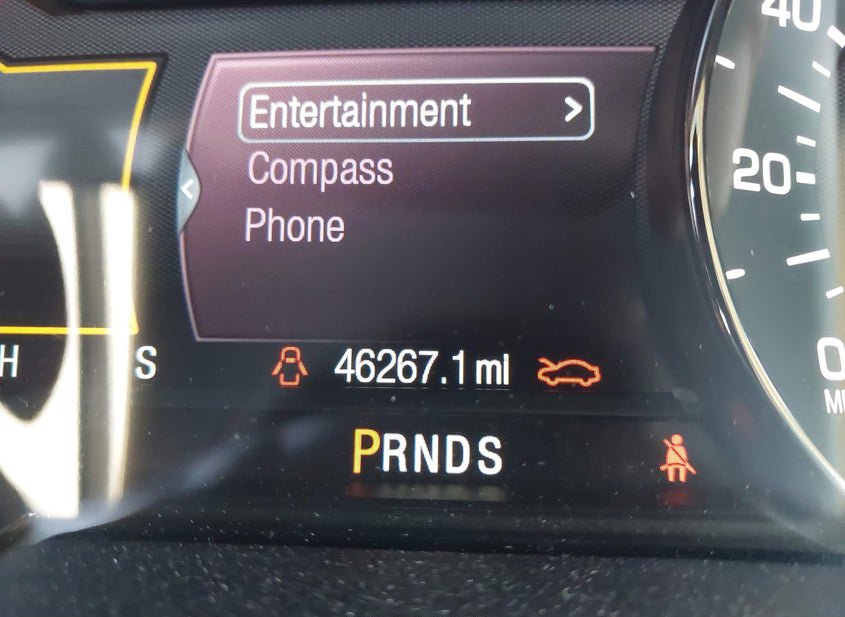 Entertainment >
Compass
Phone
H S
46267.1 mi
PRNDS
40
20
0